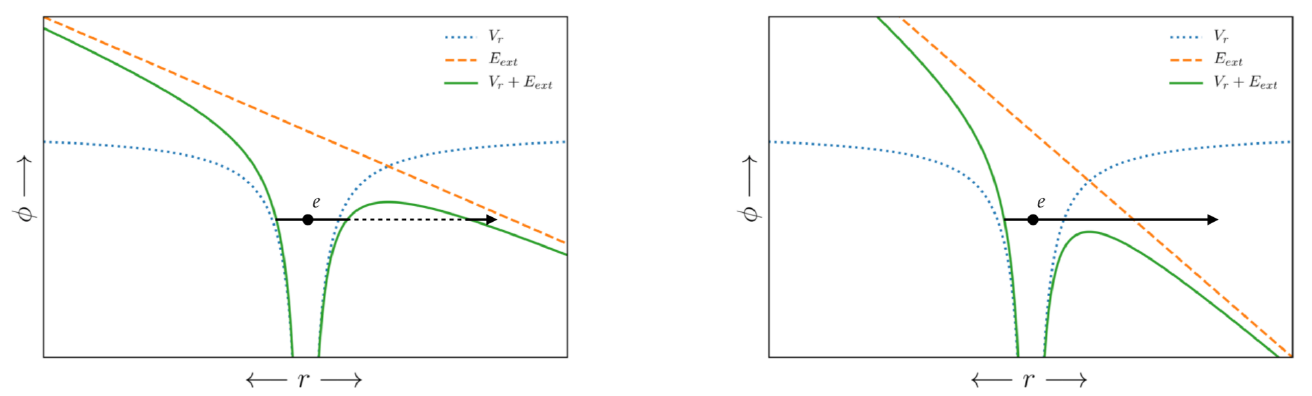 V_r
E_ext
V_r + E_ext
e
ϕ ⟶
⟵ r ⟶
V_r
E_ext
V_r + E_ext
e
ϕ ⟶
⟵ r ⟶